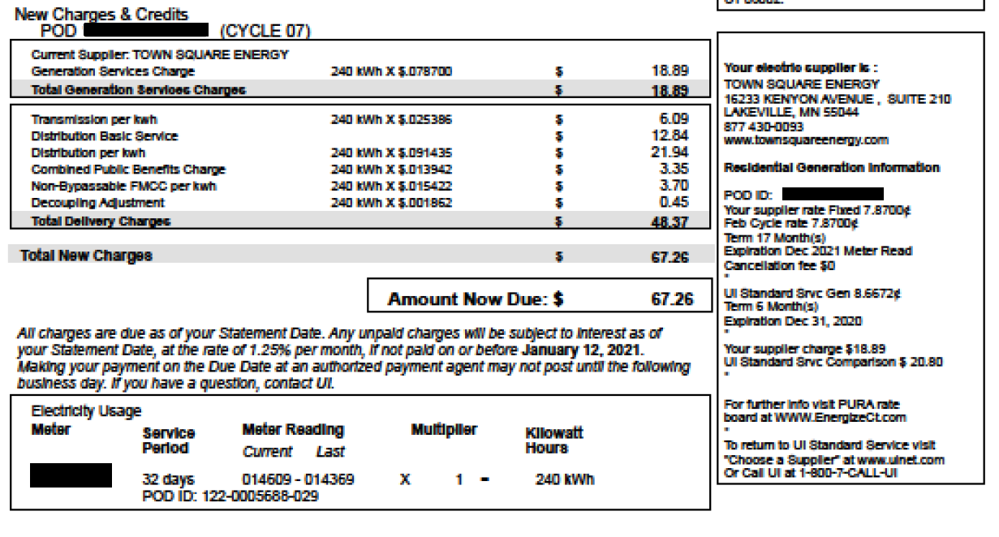 New Charges & Credits
POD (CYCLE 07)
Current Supplier: TOWN SQUARE ENERGY
Generation Services Charge 240 kWh X $.078700 $ 18.89
Total Generation Services Charges $ 18.89
Transmission per kwh 240 kWh X $.025386 $ 6.09
Distribution Basic Service $ 12.84
Distribution per kwh 240 kWh X $.091435 $ 21.94
Combined Public Benefits Charge 240 kWh X $.013942 $ 3.35
Non-Bypassable FMCC per kwh 240 kWh X $.015422 $ 3.70
Decoupling Adjustment 240 kWh X $.001862 $ 0.45
Total Delivery Charges $ 48.37
Total New Charges $ 67.26
Amount Now Due: $ 67.26
All charges are due as of your Statement Date. Any unpaid charges will be subject to interest as of
your Statement Date, at the rate of 1.25% per month, if not paid on or before January 12, 2021.
Making your payment on the Due Date at an authorized payment agent may not post until the following
business day. If you have a question, contact UI.
Electricity Usage
Meter Service Period Meter Reading Multiplier Kilowatt Hours
Current Last
32 days 014609 - 014369 X 1 = 240 kWh
POD ID: 122-0005688-029
Your electric supplier is :
TOWN SQUARE ENERGY
16233 KENYON AVENUE , SUITE 210
LAKEVILLE, MN 55044
877 430-0093
www.townsquareenergy.com
Residential Generation Information
POD ID:
Your supplier rate Fixed 7.8700¢
Feb Cycle rate 7.8700¢
Term 17 Month(s)
Expiration Dec 2021 Meter Read
Cancellation fee $0
*
UI Standard Srvc Gen 8.6672¢
Term 6 Month(s)
Expiration Dec 31, 2020
*
Your supplier charge $18.89
UI Standard Srvc Comparison $ 20.80
*
For further info visit PURA rate
board at WWW.EnergizeCt.com
*
To return to UI Standard Service visit
"Choose a Supplier" at www.uinet.com
Or Call UI at 1-800-7-CALL-UI